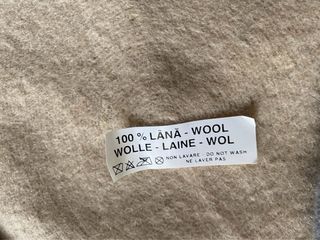 100 % LÂNĂ - WOOL
WOLLE - LAINE - WOL
NON LAVARE - DO NOT WASH
NE LAVER PAS